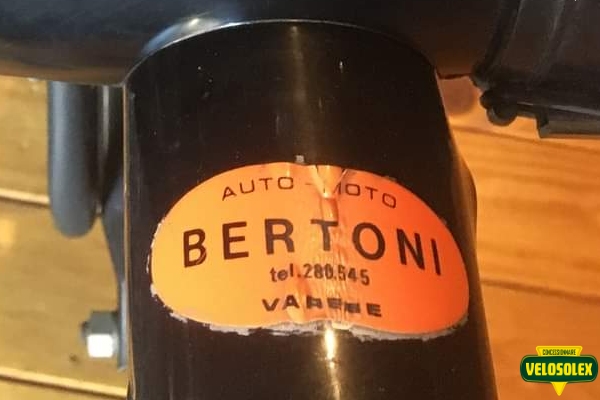 AUTO-MOTO
BERTONI
tel.280.545
VARESE
CONCESSIONNAIRE
VELOSOLEX